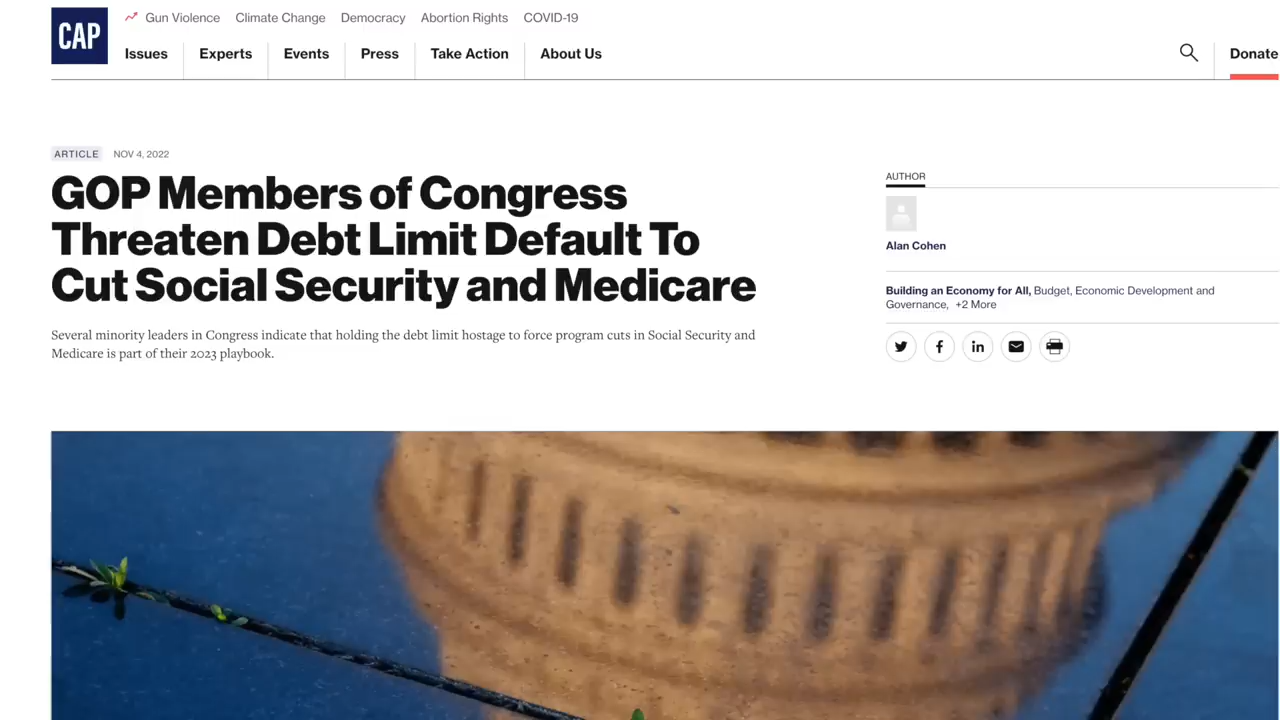 CAP
Gun Violence Climate Change Democracy Abortion Rights COVID-19
Issues Experts Events Press Take Action About Us
Donate
ARTICLE NOV 4, 2022
GOP Members of Congress
Threaten Debt Limit Default To
Cut Social Security and Medicare
Several minority leaders in Congress indicate that holding the debt limit hostage to force program cuts in Social Security and
Medicare is part of their 2023 playbook.
AUTHOR
Alan Cohen
Building an Economy for All, Budget, Economic Development and
Governance, +2 More